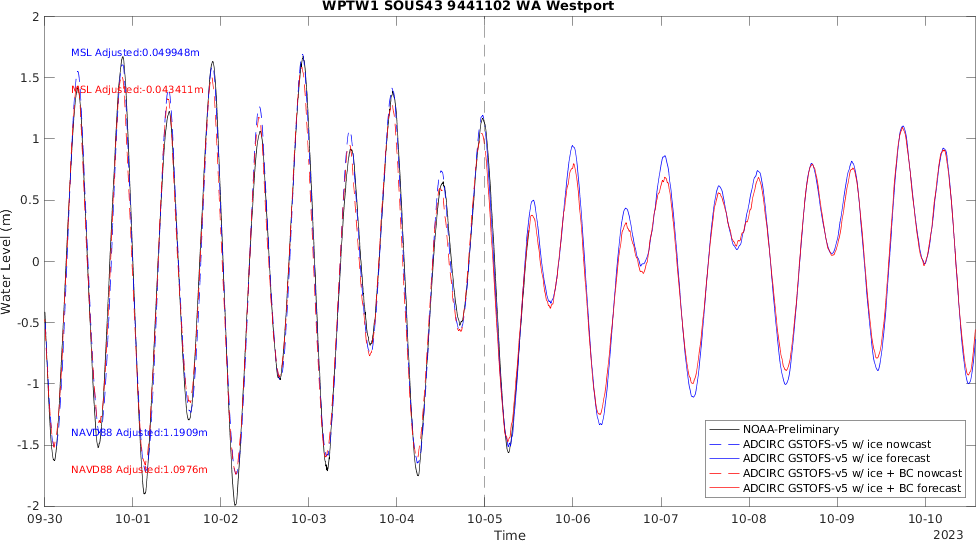 WPTW1 SOUS43 9441102 WA Westport
2
1.5
1
0.5
0
-0.5
-1
-1.5
-2
Water Level (m)
MSL Adjusted:0.049948m
MSL Adjusted:-0.043411m
NAVD88 Adjusted:1.1909m
NAVD88 Adjusted:1.0976m
NOAA-Preliminary
ADCIRC GSTOFS-v5 w/ ice nowcast
ADCIRC GSTOFS-v5 w/ ice forecast
ADCIRC GSTOFS-v5 w/ ice + BC nowcast
ADCIRC GSTOFS-v5 w/ ice + BC forecast
09-30 10-01 10-02 10-03 10-04 10-05 10-06 10-07 10-08 10-09 10-10
Time
2023